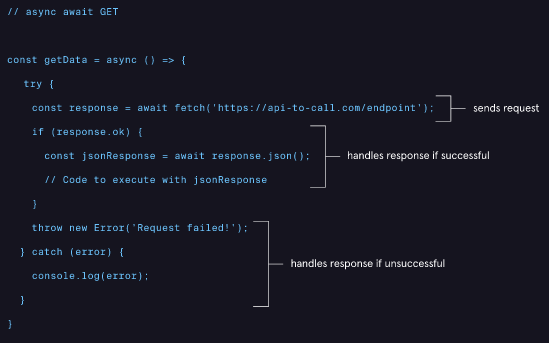 // async await GET
const getData = async () => {
try {
const response = await fetch('https://api-to-call.com/endpoint');
sends request
if (response.ok) {
const jsonResponse = await response.json();
handles response if successful
// Code to execute with jsonResponse
}
throw new Error('Request failed!');
} catch (error) {
handles response if unsuccessful
console.log(error);
}
}